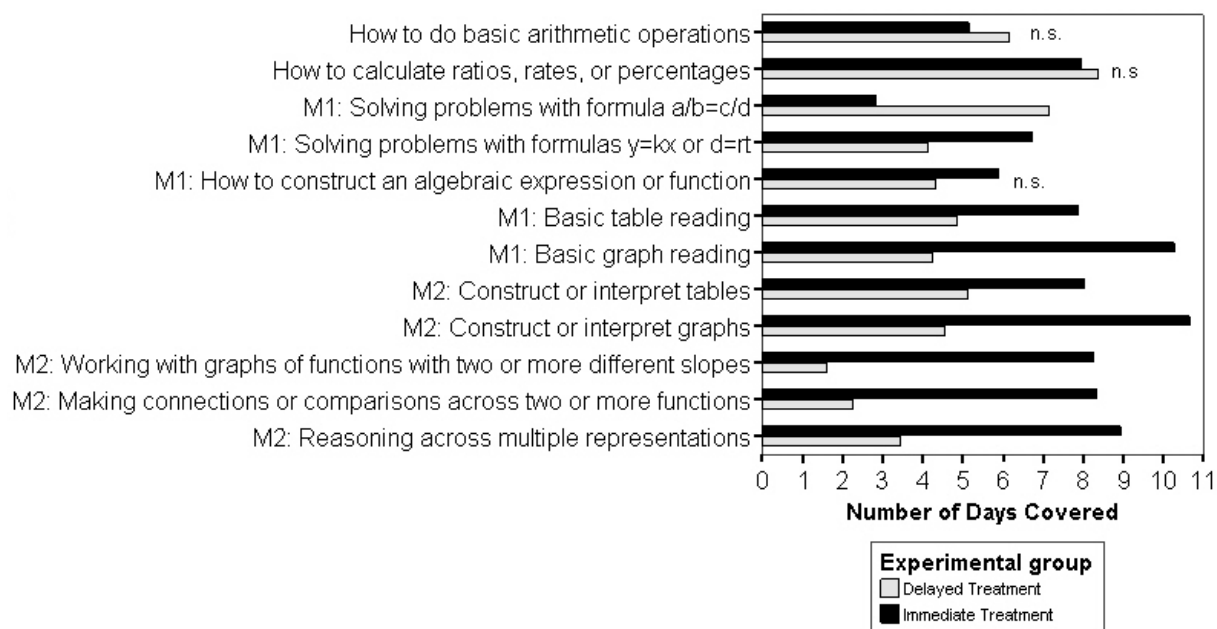 How to do basic arithmetic operations n.s.
How to calculate ratios, rates, or percentages n.s
M1: Solving problems with formula a/b=c/d
M1: Solving problems with formulas y=kx or d=rt
M1: How to construct an algebraic expression or function n.s.
M1: Basic table reading
M1: Basic graph reading
M2: Construct or interpret tables
M2: Construct or interpret graphs
M2: Working with graphs of functions with two or more different slopes
M2: Making connections or comparisons across two or more functions
M2: Reasoning across multiple representations
0 1 2 3 4 5 6 7 8 9 10 11
Number of Days Covered
Experimental group
Delayed Treatment
Immediate Treatment